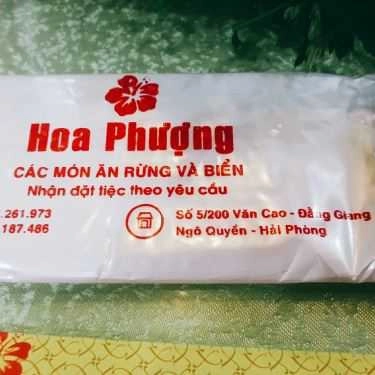 Hoa Phượng
CÁC MÓN ĂN RỪNG VÀ BIỂN
Nhận đặt tiệc theo yêu cầu
.261.973
187.486
Số 5/200 Văn Cao - Đằng Giang
Ngô Quyền - Hải Phòng